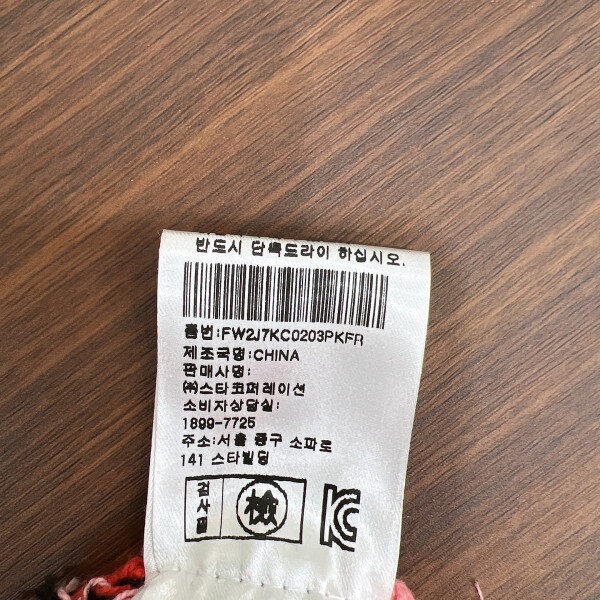 반드시 단독드라이 하십시오.
품번:FW2J7KC0203PKFR
제조국명:CHINA
판매사명:
㈜스타코퍼레이션
소비자상담실:
1899-7725
주소:서울 중구 소파로
141 스타빌딩
검사필 檢 KC